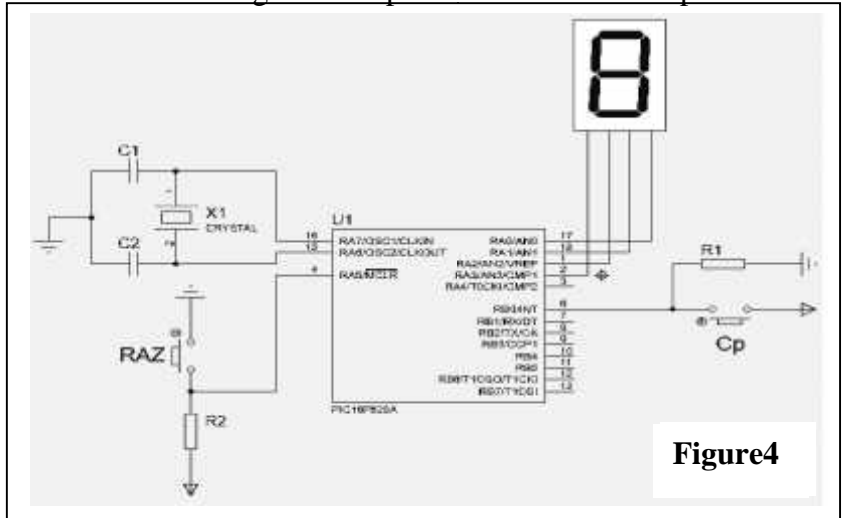 C1
X1
CRYSTAL
C2
U1
16
RA7/OSC1/CLKIN
15
RA6/OSC2/CLKOUT
4
RA5/MCLR
RA0/AN0
17
RA1/AN1
18
RA2/AN2/VREF
1
RA3/AN3/CMP1
2
RA4/T0CKI/CMP2
3
RB0/INT
6
RB1/RX/DT
7
RB2/TX/CK
8
RB3/CCP1
9
RB4
10
RB5
11
RB6/T1OSO/T1CKI
12
RB7/T1OSI
13
R1
Cp
RAZ
R2
Figure4